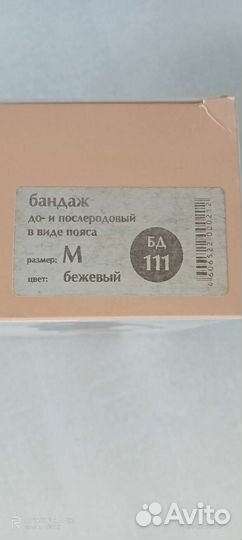 бандаж
до- и послеродовый
в виде пояса
размер: М
цвет: бежевый
БД
111
Avito